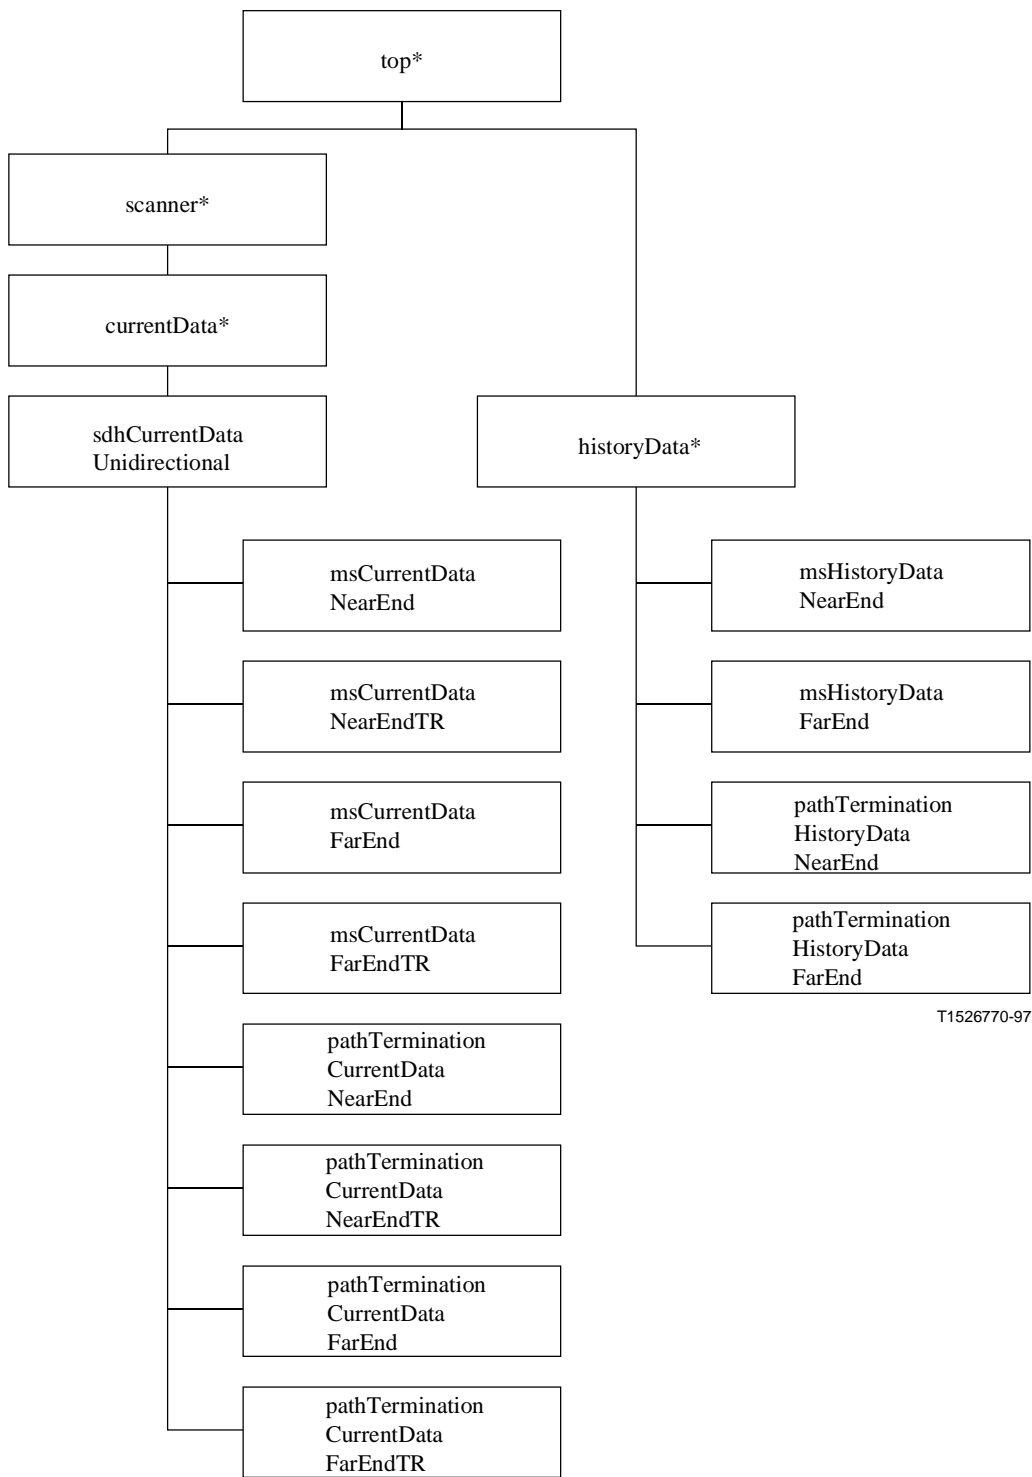 top*
scanner*
currentData*
sdhCurrentData
Unidirectional
historyData*
msCurrentData
NearEnd
msCurrentData
NearEndTR
msCurrentData
FarEnd
msCurrentData
FarEndTR
pathTermination
CurrentData
NearEnd
pathTermination
CurrentData
NearEndTR
pathTermination
CurrentData
FarEnd
pathTermination
CurrentData
FarEndTR
msHistoryData
NearEnd
msHistoryData
FarEnd
pathTermination
HistoryData
NearEnd
pathTermination
HistoryData
FarEnd
T1526770-97